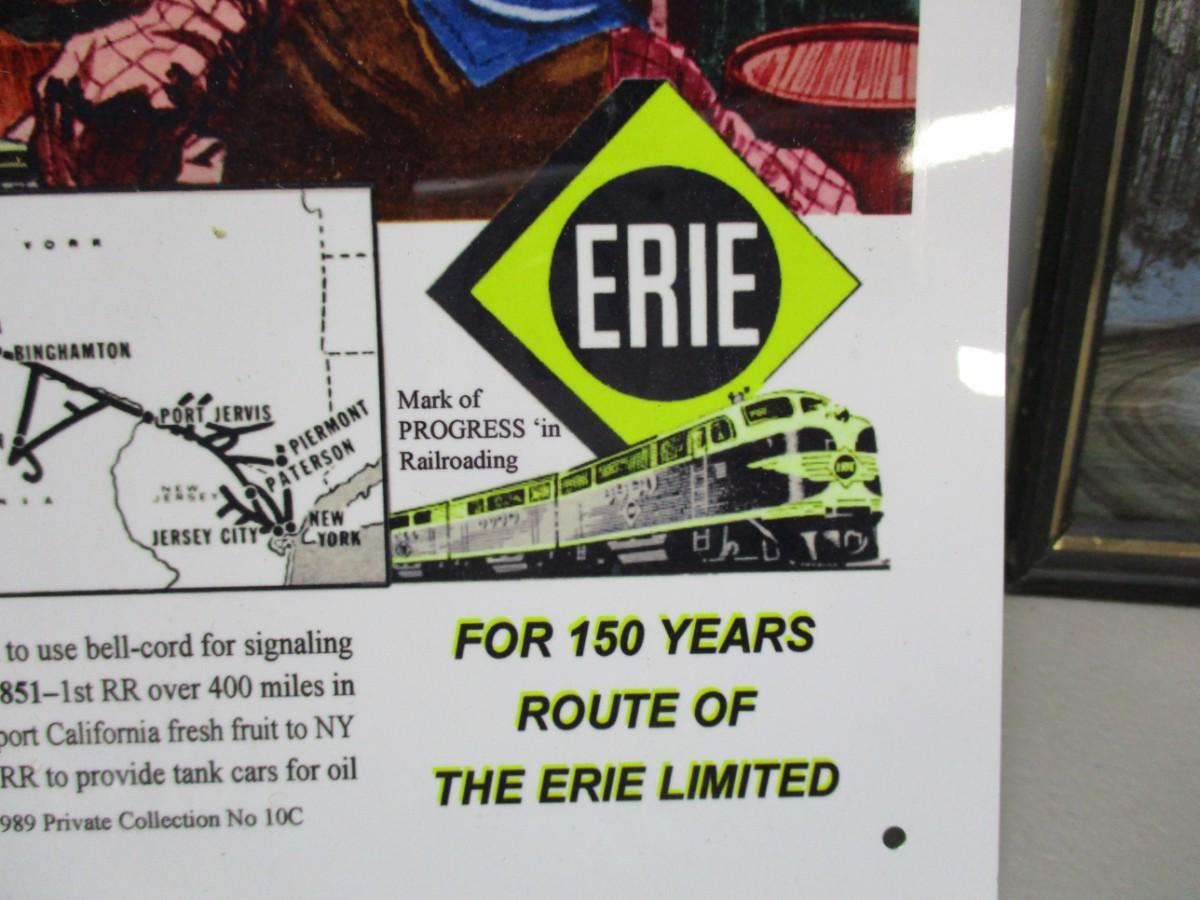 YORK
BINGHAMTON
PORT JERVIS
PIERMONT
PATERSON
NEW
JERSEY
JERSEY CITY
NEW
YORK
N I A
ERIE
Mark of
PROGRESS ‘in
Railroading
ERIE
to use bell-cord for signaling
851–1st RR over 400 miles in
port California fresh fruit to NY
RR to provide tank cars for oil
989 Private Collection No 10C
FOR 150 YEARS
ROUTE OF
THE ERIE LIMITED